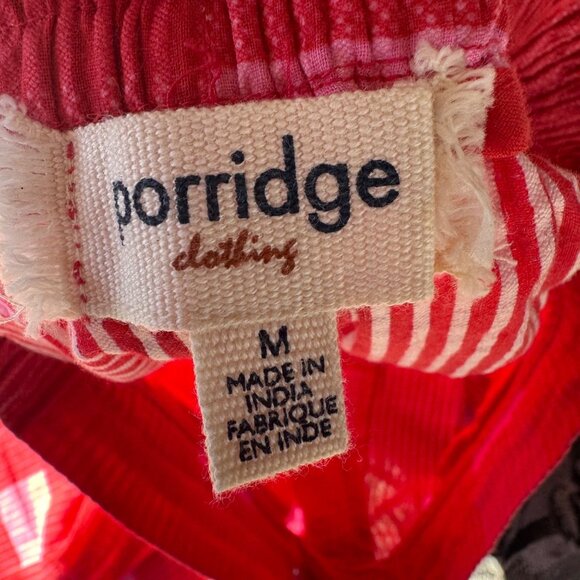 porridge
clothing
M
MADE IN
INDIA
FABRIQUE
EN INDE